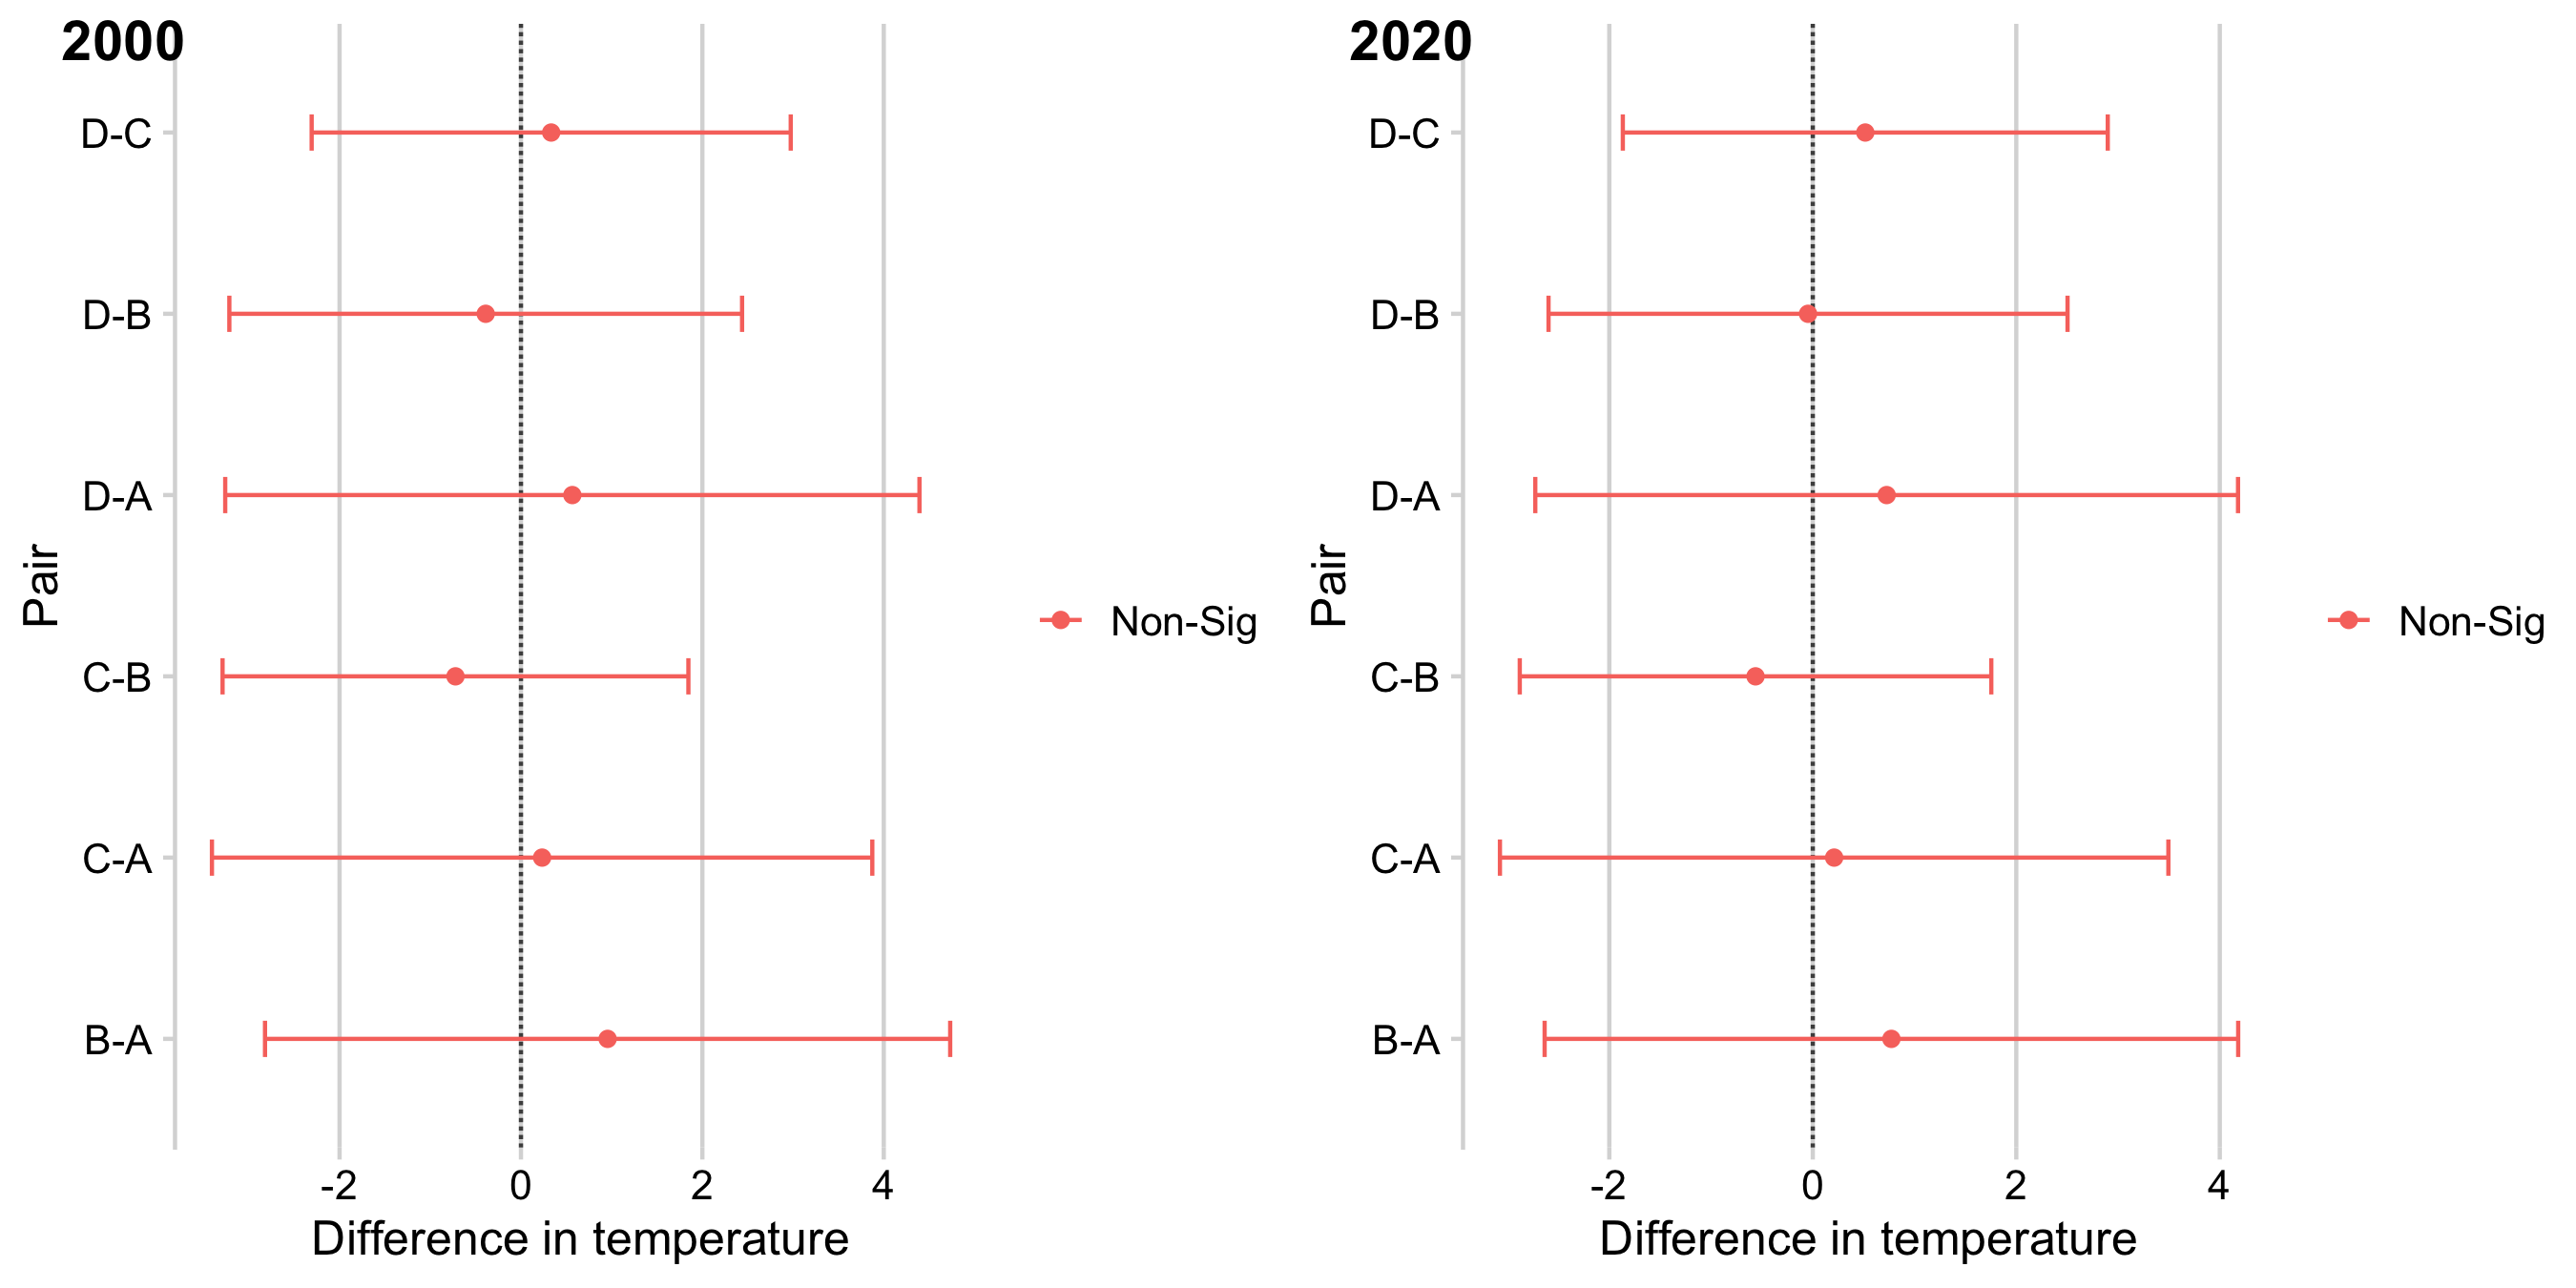 2000
D-C
D-B
D-A
C-B
C-A
B-A
Pair
-2 0 2 4
Difference in temperature
Non-Sig
2020
D-C
D-B
D-A
C-B
C-A
B-A
Pair
-2 0 2 4
Difference in temperature
Non-Sig